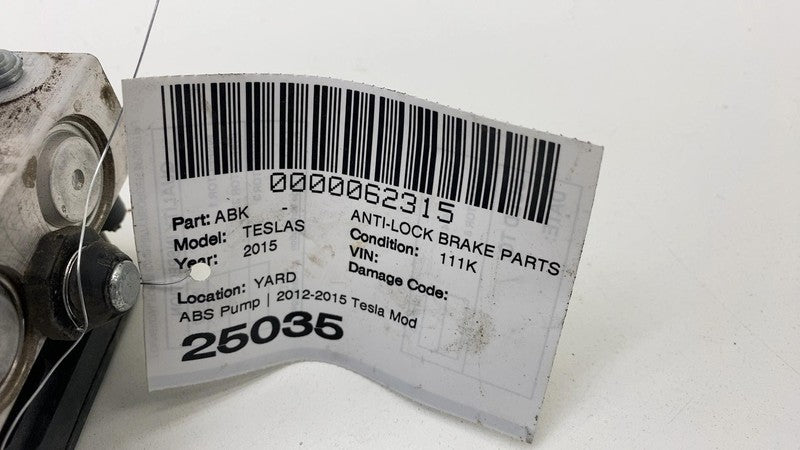 0000062315
Part: ABK - ANTI-LOCK BRAKE PARTS
Model: TESLAS Condition: 111K
Year: 2015 VIN:
Damage Code:
Location: YARD
ABS Pump | 2012-2015 Tesla Mod
25035